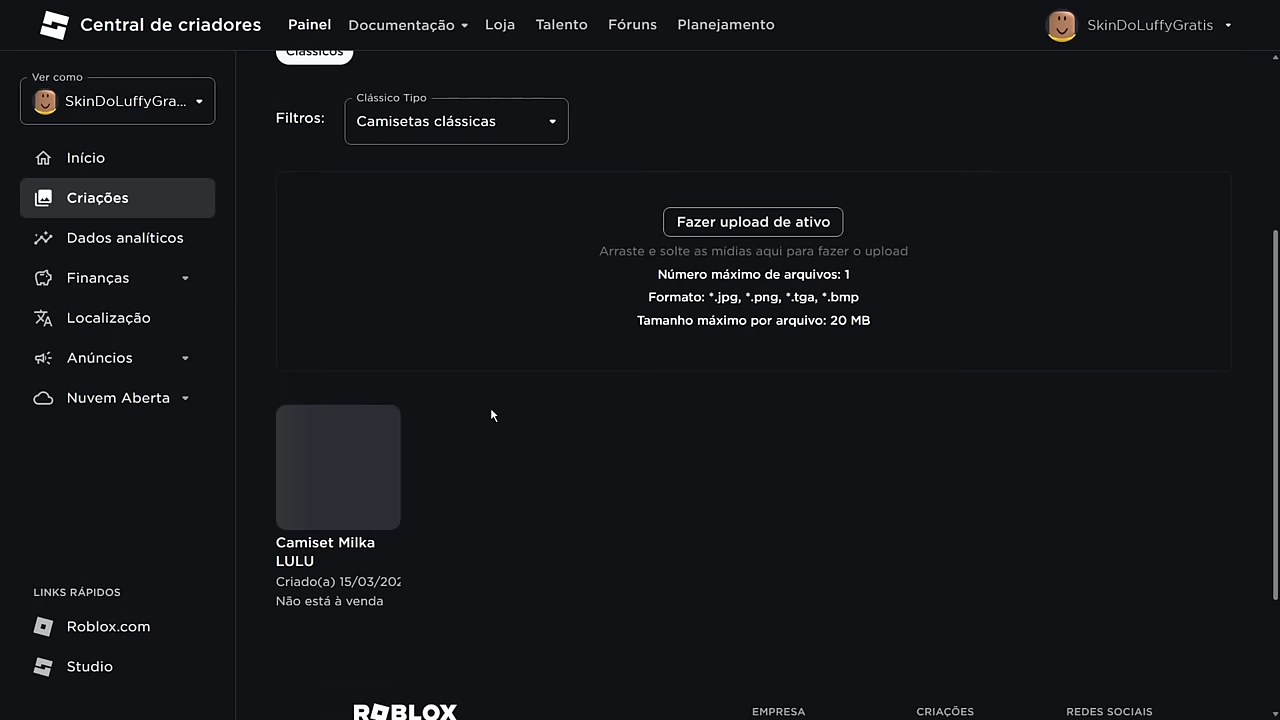 Central de criadores
Painel
Documentação
Loja
Talento
Fóruns
Planejamento
SkinDoLuffyGratis
Ver como
SkinDoLuffyGra...
Início
Criações
Dados analíticos
Finanças
Localização
Anúncios
Nuvem Aberta
LINKS RÁPIDOS
Roblox.com
Studio
Clássicos
Filtros:
Clássico Tipo
Camisetas clássicas
Fazer upload de ativo
Arraste e solte as mídias aqui para fazer o upload
Número máximo de arquivos: 1
Formato: *.jpg, *.png, *.tga, *.bmp
Tamanho máximo por arquivo: 20 MB
Camiset Milka
LULU
Criado(a) 15/03/202
Não está à venda
ROBLOX
EMPRESA
CRIAÇÕES
REDES SOCIAIS